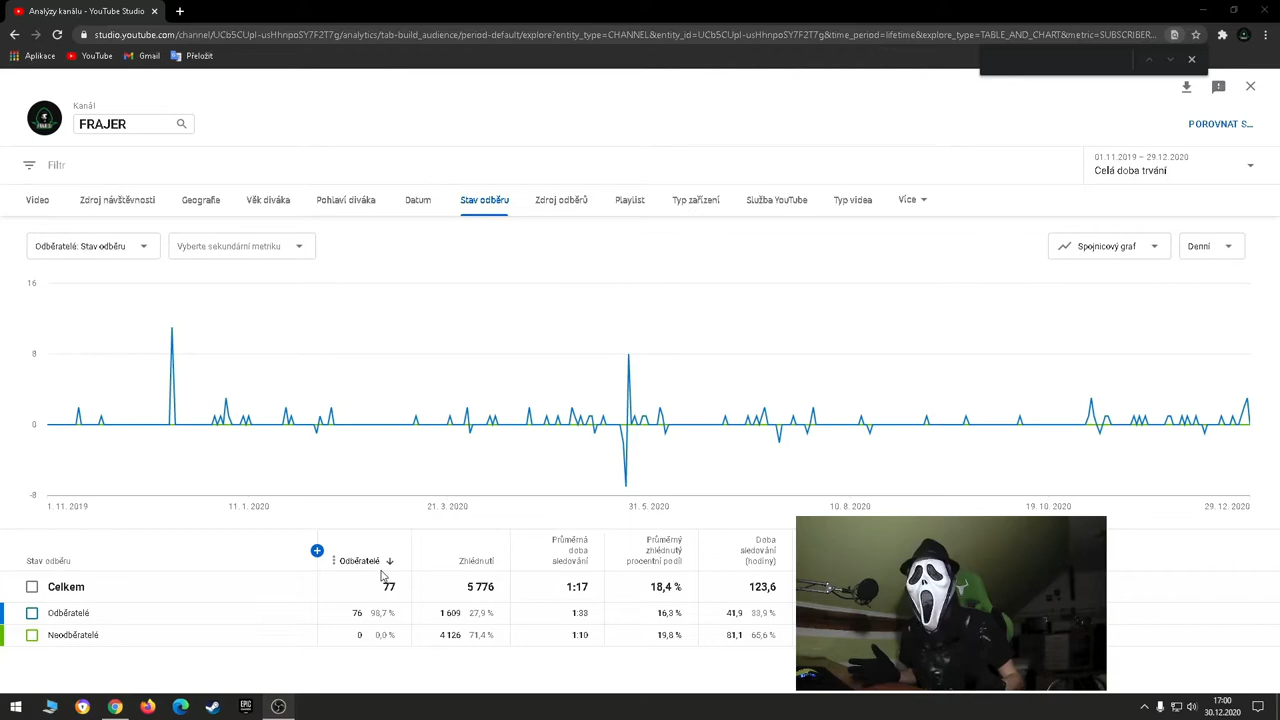 Analýzy kanálu - YouTube Studio
studio.youtube.com/channel/UCb5CUpI-usHhnpoSY7F2T7g/analytics/tab-build_audience/period-default/explore?entity_type=CHANNEL&entity_id=UCb5CUpI-usHhnpoSY7F2T7g&time_period=lifetime&explore_type=TABLE_AND_CHART&metric=SUBSCRIBER...
Aplikace YouTube Gmail Přeložit
Kanál
FRAJER
POROVNAT S...
Filtr
01.11.2019 – 29.12.2020
Celá doba trvání
Video Zdroj návštěvnosti Geografie Věk diváka Pohlaví diváka Datum Stav odběru Zdroj odběrů Playlist Typ zařízení Služba YouTube Typ videa Více
Odběratelé: Stav odběru Vyberte sekundární metriku Spojnicový graf Denní
16
8
0
-8
1. 11. 2019 11. 1. 2020 21. 3. 2020 31. 5. 2020 10. 8. 2020 19. 10. 2020 29. 12. 2020
Stav odběru Odběratelé Zhlédnutí Průměrná doba sledování Průměrný zhlédnutý procentní podíl Doba sledování (hodiny)
Celkem 77 5 776 1:17 18,4 % 123,6
Odběratelé 76 98,7 % 1 609 27,9 % 1:33 16,3 % 41,9 33,9 %
Neodběratelé 0 0,0 % 4 126 71,4 % 1:10 19,8 % 81,1 65,6 %
EPIC
17:00
30.12.2020